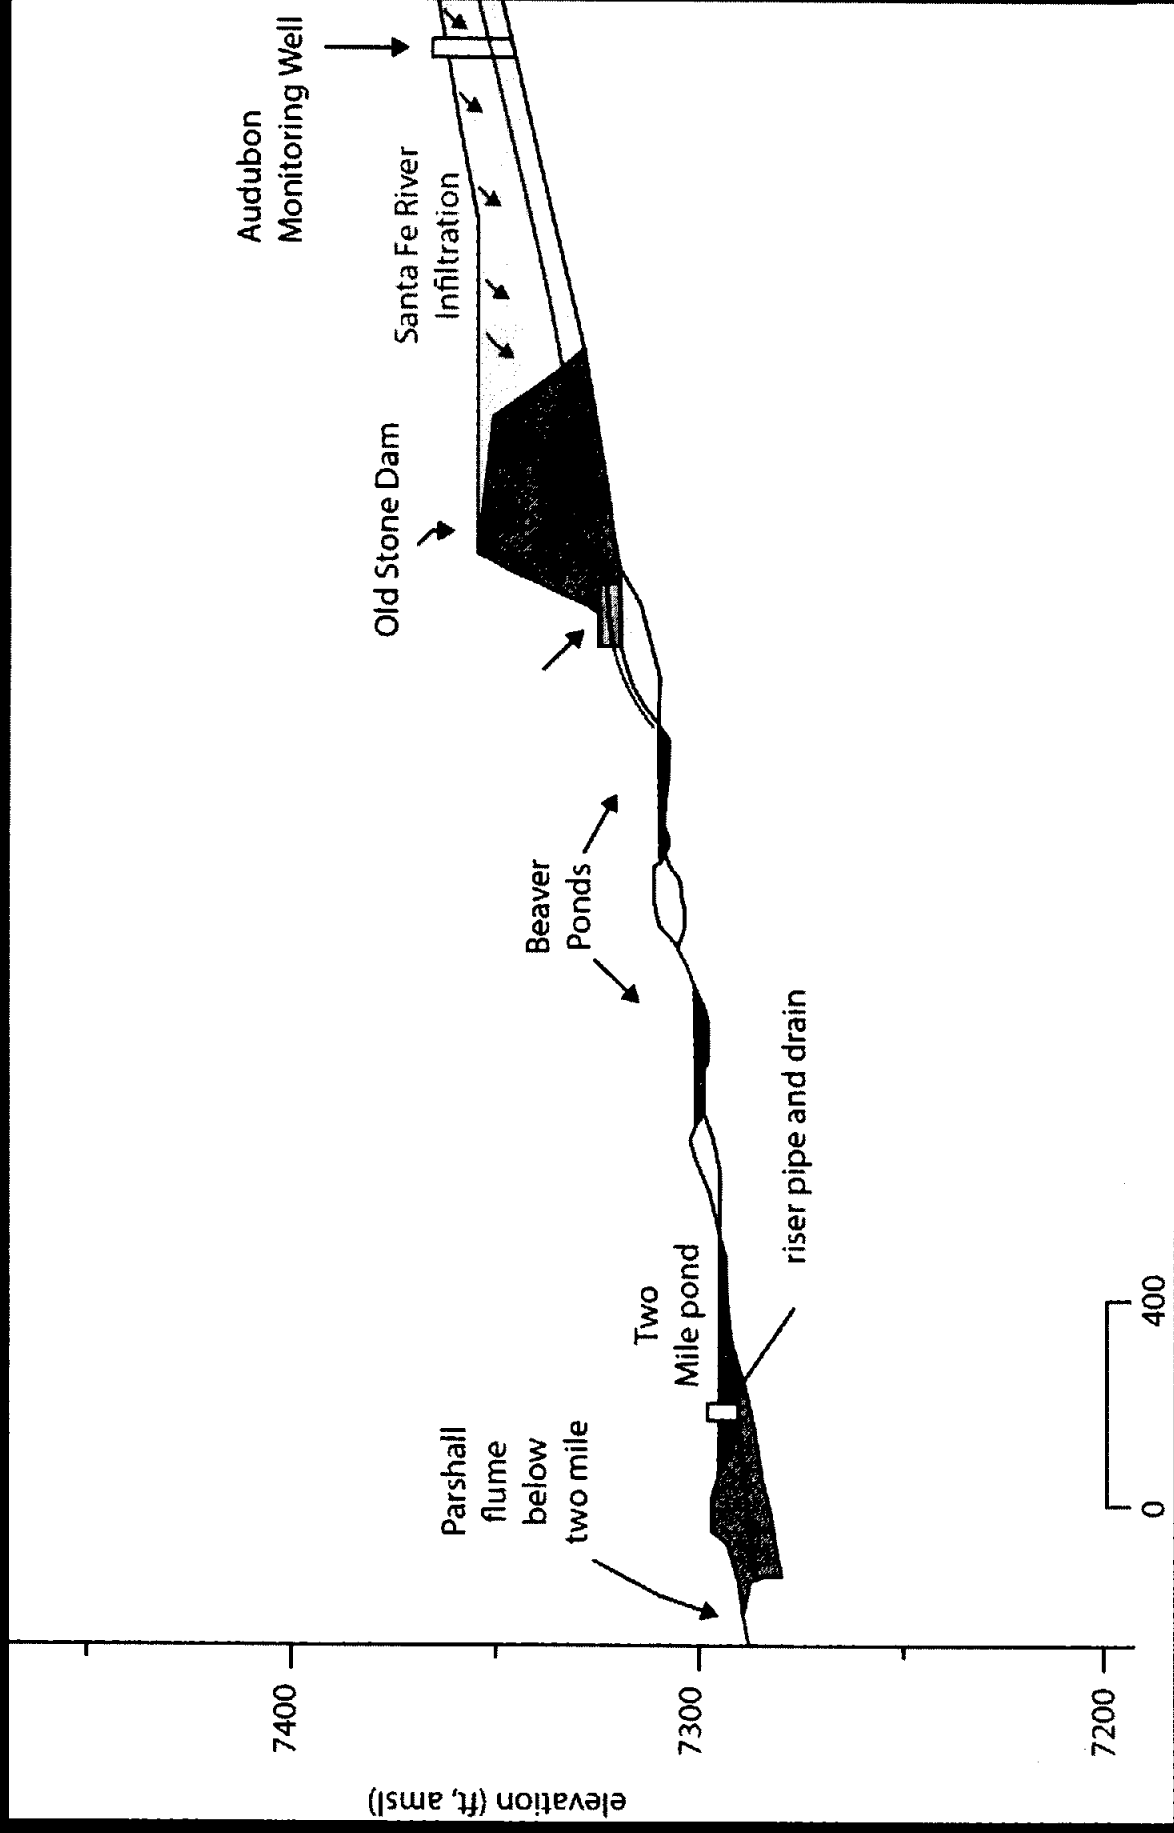 Audubon
Monitoring Well
Santa Fe River
Infiltration
Old Stone Dam
Beaver
Ponds
riser pipe and drain
Two
Mile pond
Parshall
flume
below
two mile
0
400
7400
7300
7200
elevation (ft, amsl)